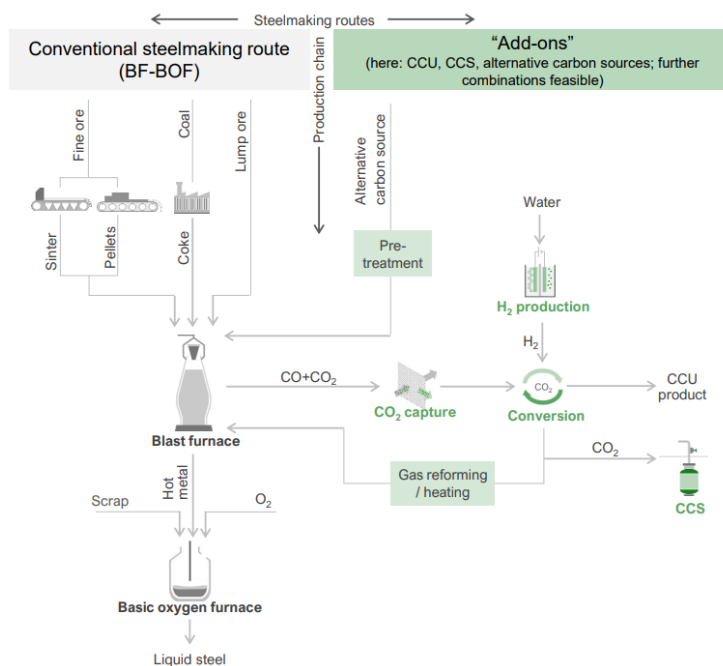 Steelmaking routes
Conventional steelmaking route
(BF-BOF)
Production chain
“Add-ons”
(here: CCU, CCS, alternative carbon sources; further
combinations feasible)
Fine ore
Coal
Lump ore
Alternative
carbon source
Sinter
Pellets
Coke
Pre-
treatment
Water
H₂ production
H₂
CO+CO₂
CO₂ capture
CO₂
Conversion
CCU
product
Blast furnace
Gas reforming
/ heating
CO₂
CCS
Hot
metal
Scrap
O₂
Basic oxygen furnace
Liquid steel